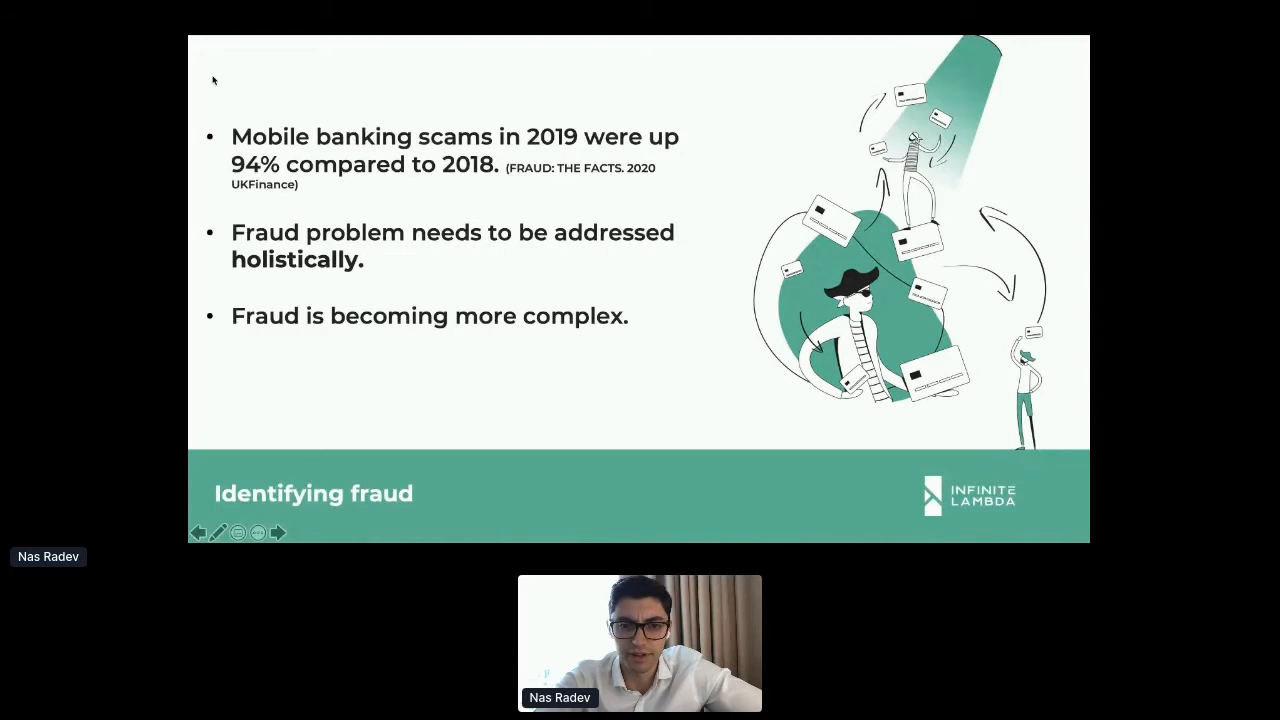 • Mobile banking scams in 2019 were up
94% compared to 2018. (FRAUD: THE FACTS. 2020
UKFinance)
• Fraud problem needs to be addressed
holistically.
• Fraud is becoming more complex.
Identifying fraud
INFINITE
LAMBDA
Nas Radev
Nas Radev